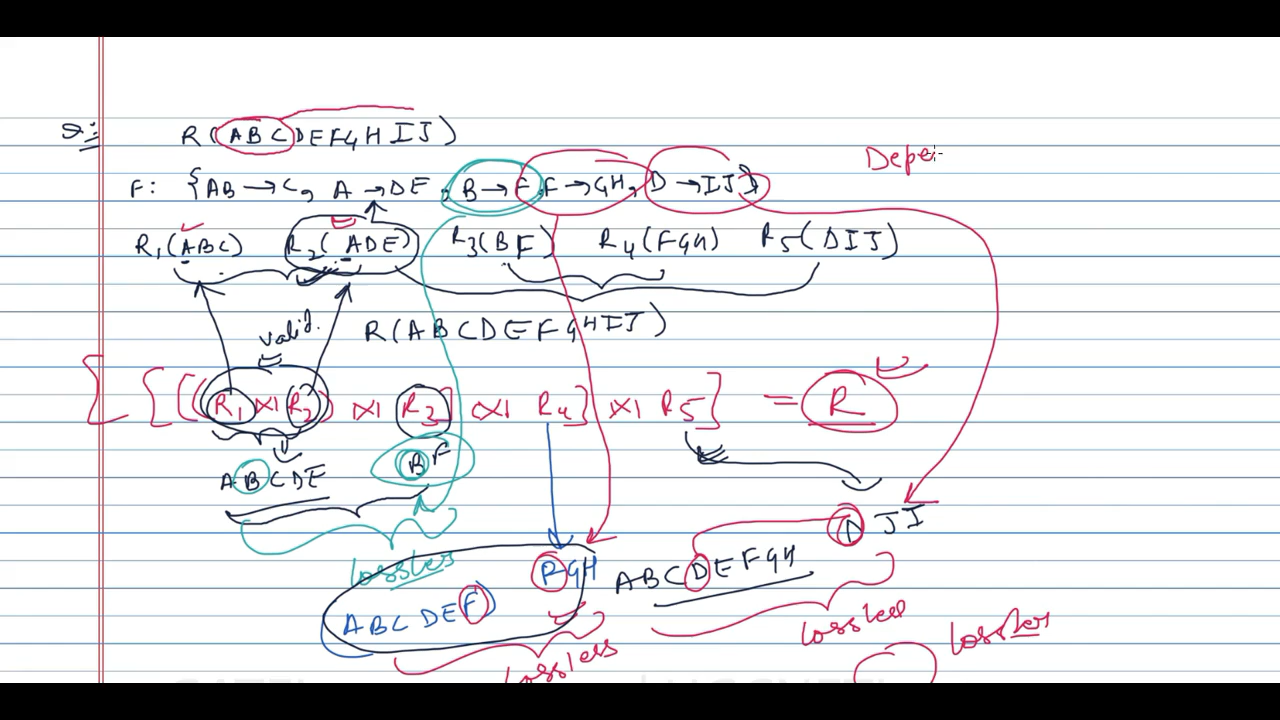 Q:
R(ABCDEFGHIJ)
Depe
F: {AB → C, A → DE, B → F, F → GH, D → IJ}
R1(ABC) R2(ADE) R3(BF) R4(FGH) R5(DIJ)
valid. R(ABCDEFGHIJ)
[[[((R1 ⋈ R2) ⋈ R3] ⋈ R4] ⋈ R5] = R
ABCDE BF
DJI
lossless FGH ABCDEFGH
ABCDEF lossless lossless
lossless